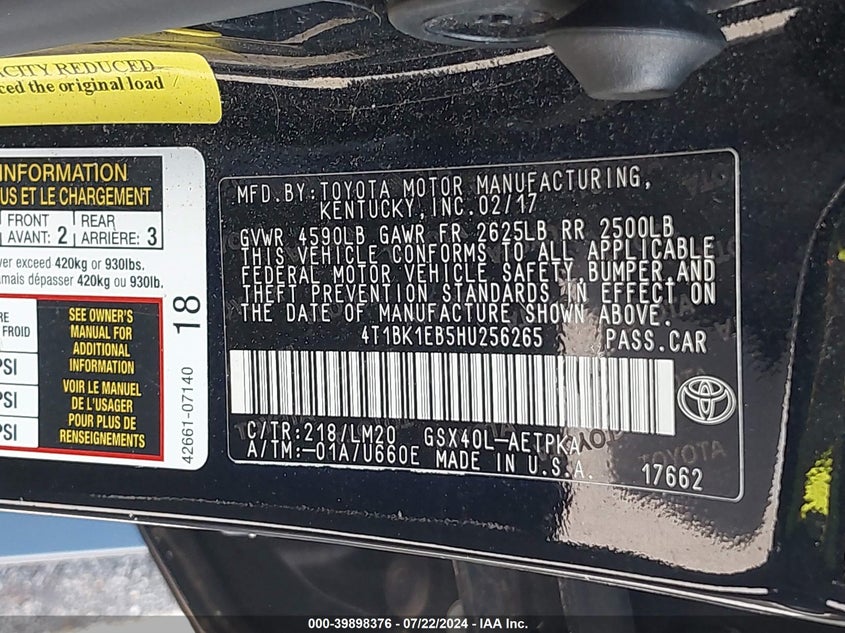 ACITY REDUCED
ced the original load
INFORMATION
US ET LE CHARGEMENT
FRONT
AVANT: 2
REAR
ARRIÈRE: 3
ver exceed 420kg or 930lbs.
amais dépasser 420kg ou 930lb.
RE
FROID
PSI
PSI
PSI
SEE OWNER'S
MANUAL FOR
ADDITIONAL
INFORMATION
VOIR LE MANUEL
DE L'USAGER
POUR PLUS DE
RENSEIGNEMENTS
18
42661-07140
MFD.BY:TOYOTA MOTOR MANUFACTURING,
KENTUCKY,INC.02/17
GVWR 4590LB GAWR FR 2625LB RR 2500LB
THIS VEHICLE CONFORMS TO ALL APPLICABLE
FEDERAL MOTOR VEHICLE SAFETY,BUMPER,AND
THEFT PREVENTION STANDARDS IN EFFECT ON
THE DATE OF MANUFACTURE SHOWN ABOVE.
4T1BK1EB5HU256265 PASS.CAR
C/TR:218/LM20 GSX40L-AETPKA
A/TM:-01A/U660E MADE IN U.S.A.
TOYOTA
17662
000-39898376 - 07/22/2024 - IAA Inc.